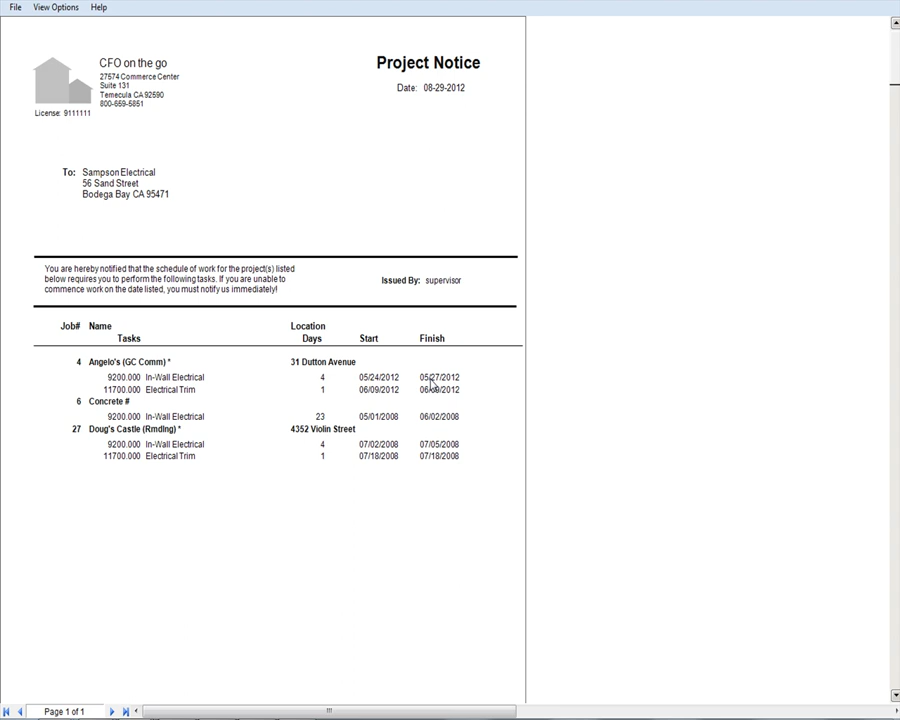 File View Options Help
CFO on the go
27574 Commerce Center
Suite 131
Temecula CA 92590
800-659-5851
License: 9111111
Project Notice
Date: 08-29-2012
To: Sampson Electrical
56 Sand Street
Bodega Bay CA 95471
You are hereby notified that the schedule of work for the project(s) listed
below requires you to perform the following tasks. If you are unable to
commence work on the date listed, you must notify us immediately!
Issued By: supervisor
Job# Name Location
Tasks Days Start Finish
4 Angelo's (GC Comm) * 31 Dutton Avenue
9200.000 In-Wall Electrical 4 05/24/2012 05/27/2012
11700.000 Electrical Trim 1 06/09/2012 06/09/2012
6 Concrete #
9200.000 In-Wall Electrical 23 05/01/2008 06/02/2008
27 Doug's Castle (Rmdlng) * 4352 Violin Street
9200.000 In-Wall Electrical 4 07/02/2008 07/05/2008
11700.000 Electrical Trim 1 07/18/2008 07/18/2008
Page 1 of 1